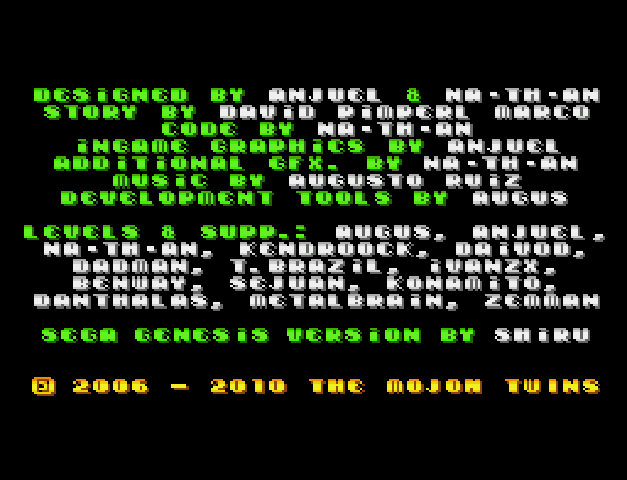 DESIGNED BY ANJUEL & NA-TH-AN
STORY BY DAVID PIMPERL MARCO
CODE BY NA-TH-AN
INGAME GRAPHICS BY ANJUEL
ADDITIONAL GFX. BY NA-TH-AN
MUSIC BY AUGUSTO RUIZ
DEVELOPMENT TOOLS BY AUGUS
LEVELS & SUPP.: AUGUS, ANJUEL,
NA-TH-AN, KENDROOCK, DAIVOD,
DADMAN, T.BRAZIL, IVANZX,
BENWAY, SEJUAN, KONAMITO,
DANTHALAS, METALBRAIN, ZEMMAN
SEGA GENESIS VERSION BY SHIRU
© 2006 - 2010 THE MOJON TWINS